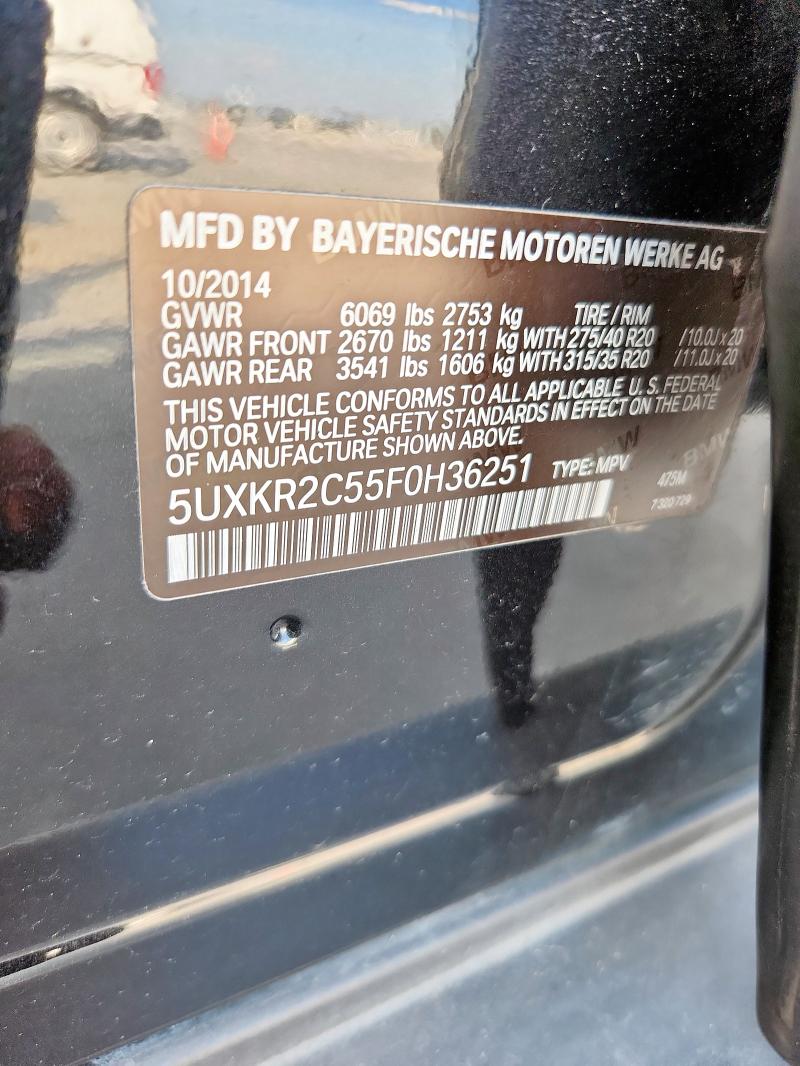 MFD BY BAYERISCHE MOTOREN WERKE AG
10/2014
GVWR 6069 lbs 2753 kg TIRE / RIM
GAWR FRONT 2670 lbs 1211 kg WITH 275/40 R20 / 10.0J x 20
GAWR REAR 3541 lbs 1606 kg WITH 315/35 R20 / 11.0J x 20
THIS VEHICLE CONFORMS TO ALL APPLICABLE U. S. FEDERAL
MOTOR VEHICLE SAFETY STANDARDS IN EFFECT ON THE DATE
OF MANUFACTURE SHOWN ABOVE.
5UXKR2C55F0H36251 TYPE: MPV 475M
7320729